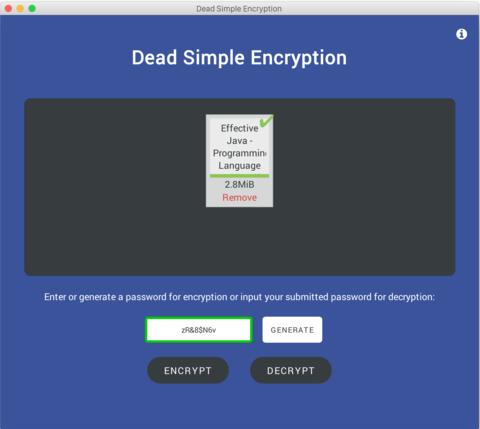 Dead Simple Encryption
Dead Simple Encryption
Effective
Java -
Programming
Language
2.8MiB
Remove
Enter or generate a password for encryption or input your submitted password for decryption:
zR&8$N6v
GENERATE
ENCRYPT
DECRYPT